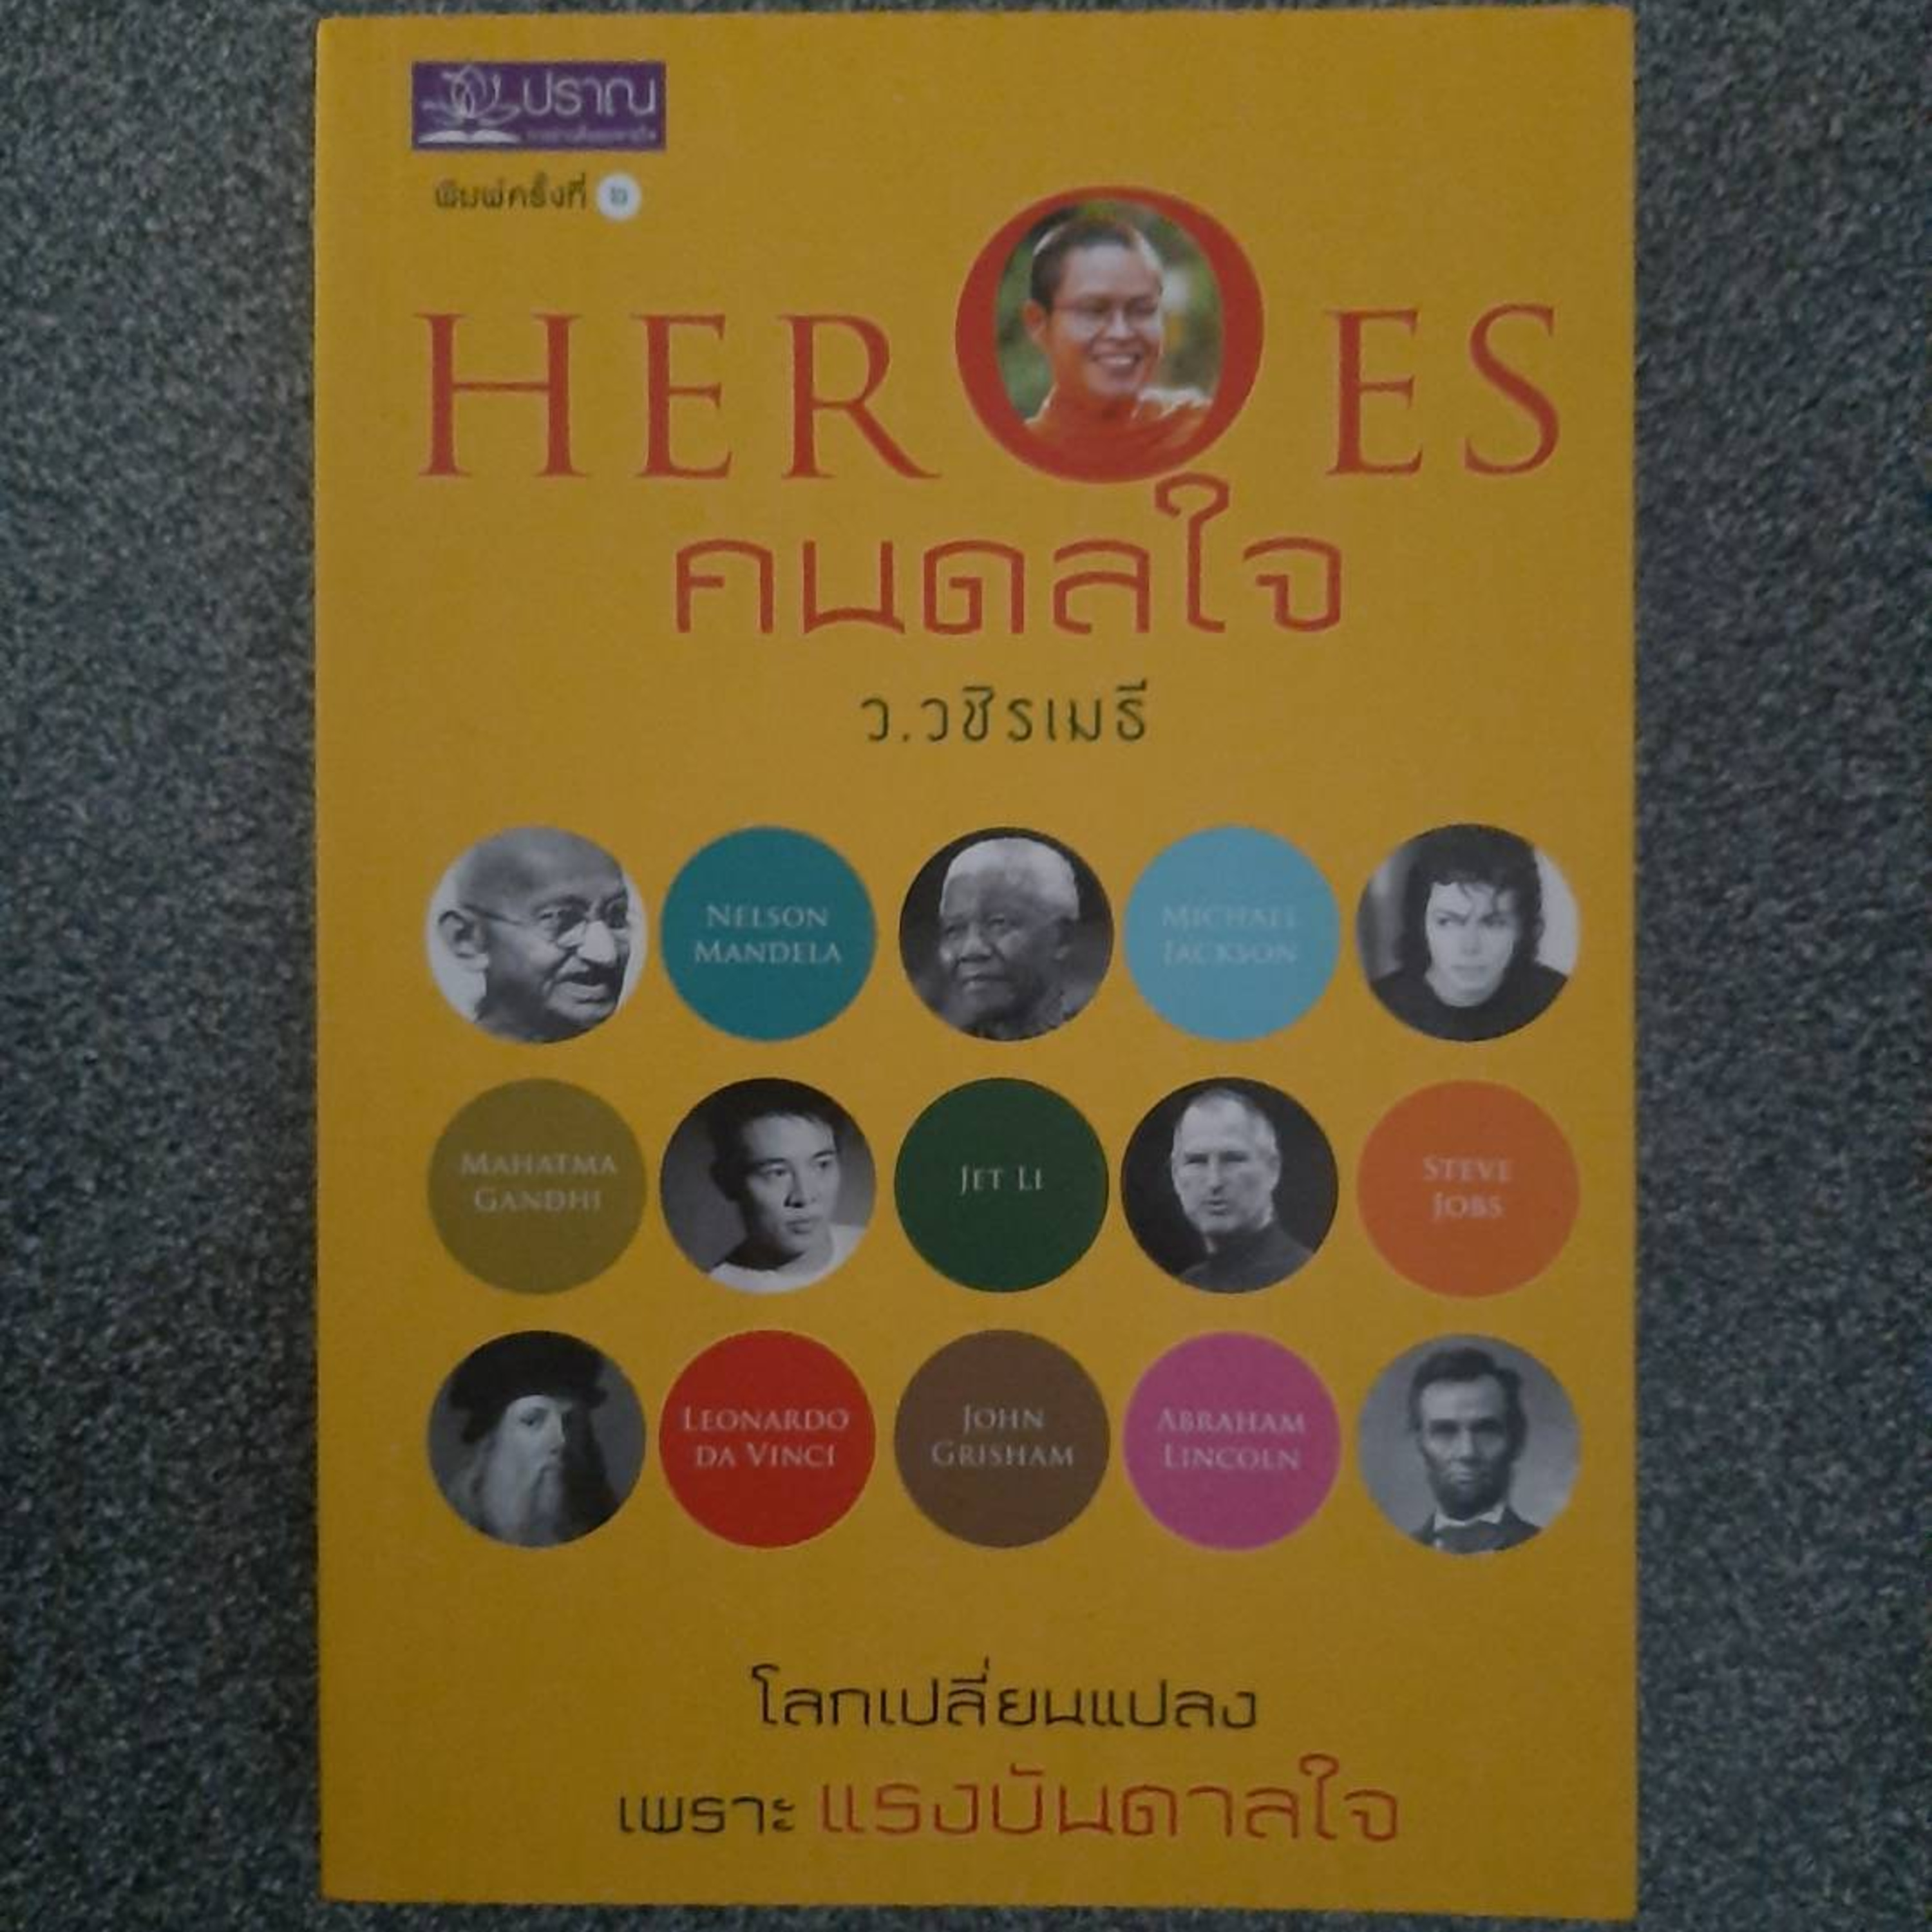 ปราณ
พิมพ์ครั้งที่ ๒
HEROES
คนดลใจ
ว.วชิรเมธี
NELSON
MANDELA
MICHAEL
JACKSON
MAHATMA
GANDHI
JET LI
STEVE
JOBS
LEONARDO
DA VINCI
JOHN
GRISHAM
ABRAHAM
LINCOLN
โลกเปลี่ยนแปลง
เพราะ แรงบันดาลใจ